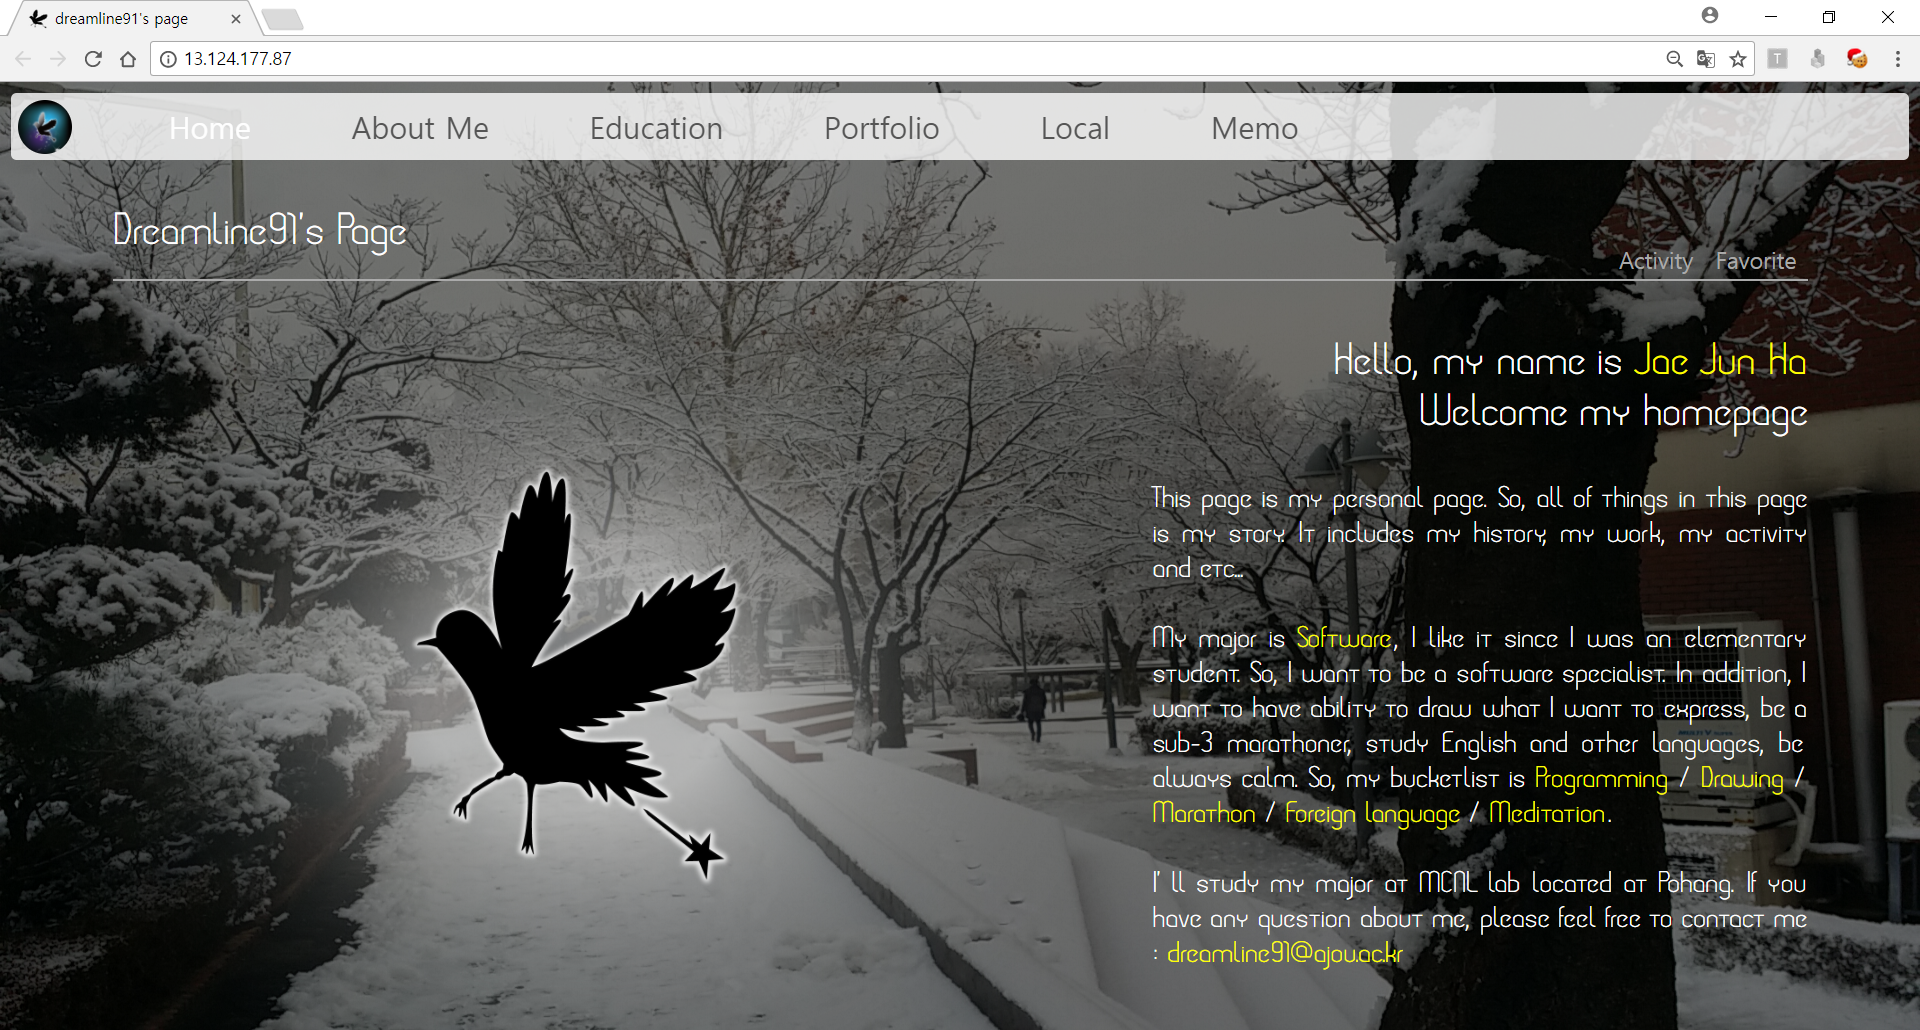 dreamline91's page
13.124.177.87
T
Home About Me Education Portfolio Local Memo
Dreamline91's Page
Activity Favorite
Hello, my name is Jae Jun Ha
Welcome my homepage
This page is my personal page. So, all of things in this page
is my story. It includes my history, my work, my activity
and etc...
My major is Software, I like it since I was an elementary
student. So, I want to be a software specialist. In addition, I
want to have ability to draw what I want to express, be a
sub-3 marathoner, study English and other languages, be
always calm. So, my bucketlist is Programming / Drawing /
Marathon / Foreign language / Meditation.
I' ll study my major at MCNL lab located at Pohang. If you
have any question about me, please feel free to contact me
: dreamline91@ajou.ac.kr